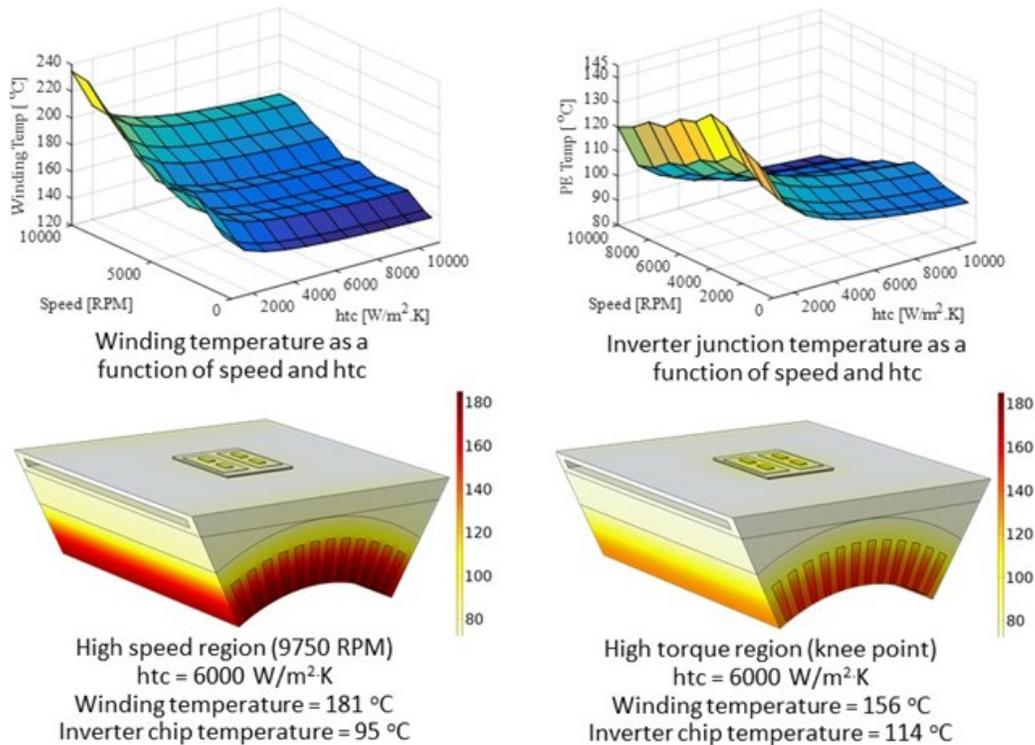 240
220
200
180
160
140
120
Winding Temp [ °C]
10000
5000
0
Speed [RPM]
2000
4000
6000
8000
10000
htc [W/m².K]
Winding temperature as a
function of speed and htc
145
140
130
120
110
100
90
80
PE Temp [ °C]
10000
8000
6000
4000
2000
0
Speed [RPM]
2000
4000
6000
8000
10000
htc [W/m².K]
Inverter junction temperature as a
function of speed and htc
180
160
140
120
100
80
High speed region (9750 RPM)
htc = 6000 W/m²·K
Winding temperature = 181 °C
Inverter chip temperature = 95 °C
180
160
140
120
100
80
High torque region (knee point)
htc = 6000 W/m²·K
Winding temperature = 156 °C
Inverter chip temperature = 114 °C